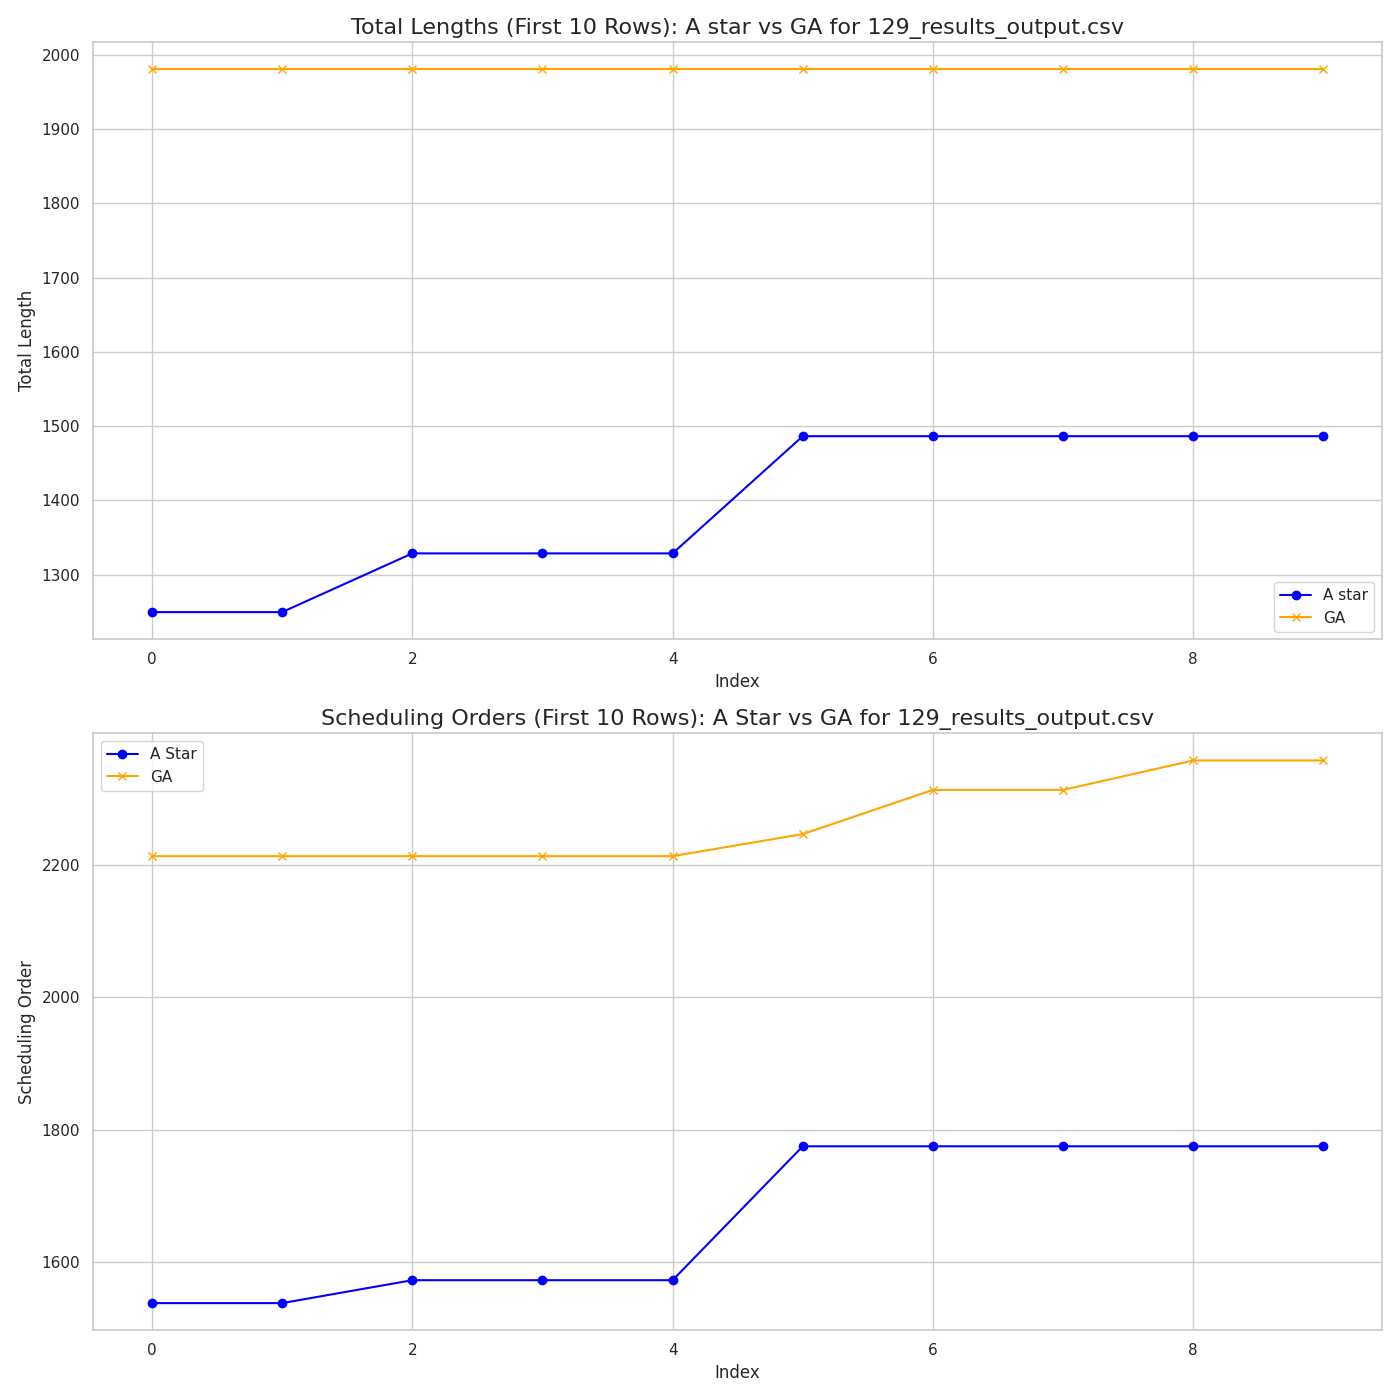 Total Lengths (First 10 Rows): A star vs GA for 129_results_output.csv
2000
1900
1800
1700
1600
1500
1400
1300
Total Length
A star
GA
0 2 4 6 8
Index
Scheduling Orders (First 10 Rows): A Star vs GA for 129_results_output.csv
A Star
GA
2200
2000
1800
1600
Scheduling Order
0 2 4 6 8
Index